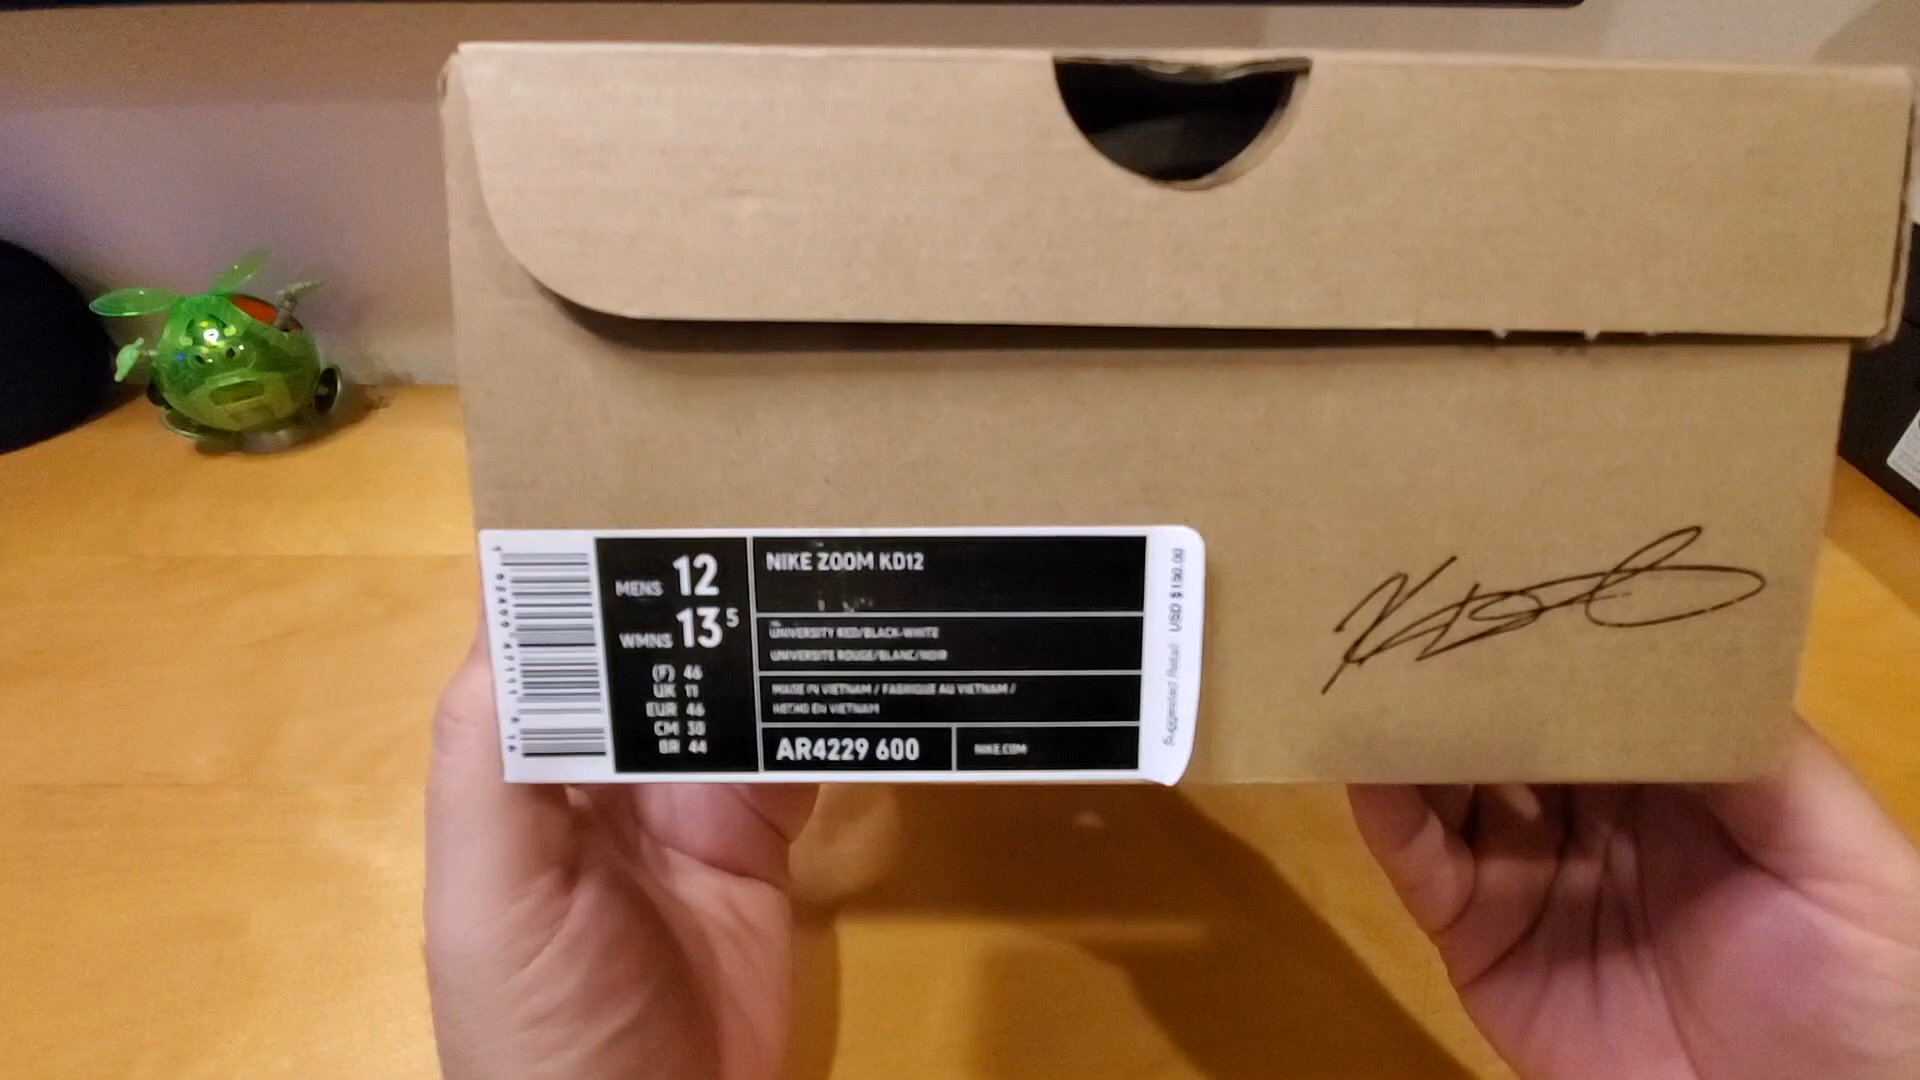 MENS 12
WMNS 13⁵
(F) 46
UK 11
EUR 46
CM 30
BR 44
NIKE ZOOM KD12
UNIVERSITY RED/BLACK-WHITE
UNIVERSITE ROUGE/BLANC/NOIR
MADE IN VIETNAM / FABRIQUE AU VIETNAM /
HECHO EN VIETNAM
AR4229 600
NIKE.COM
Suggested Retail USD $150.00